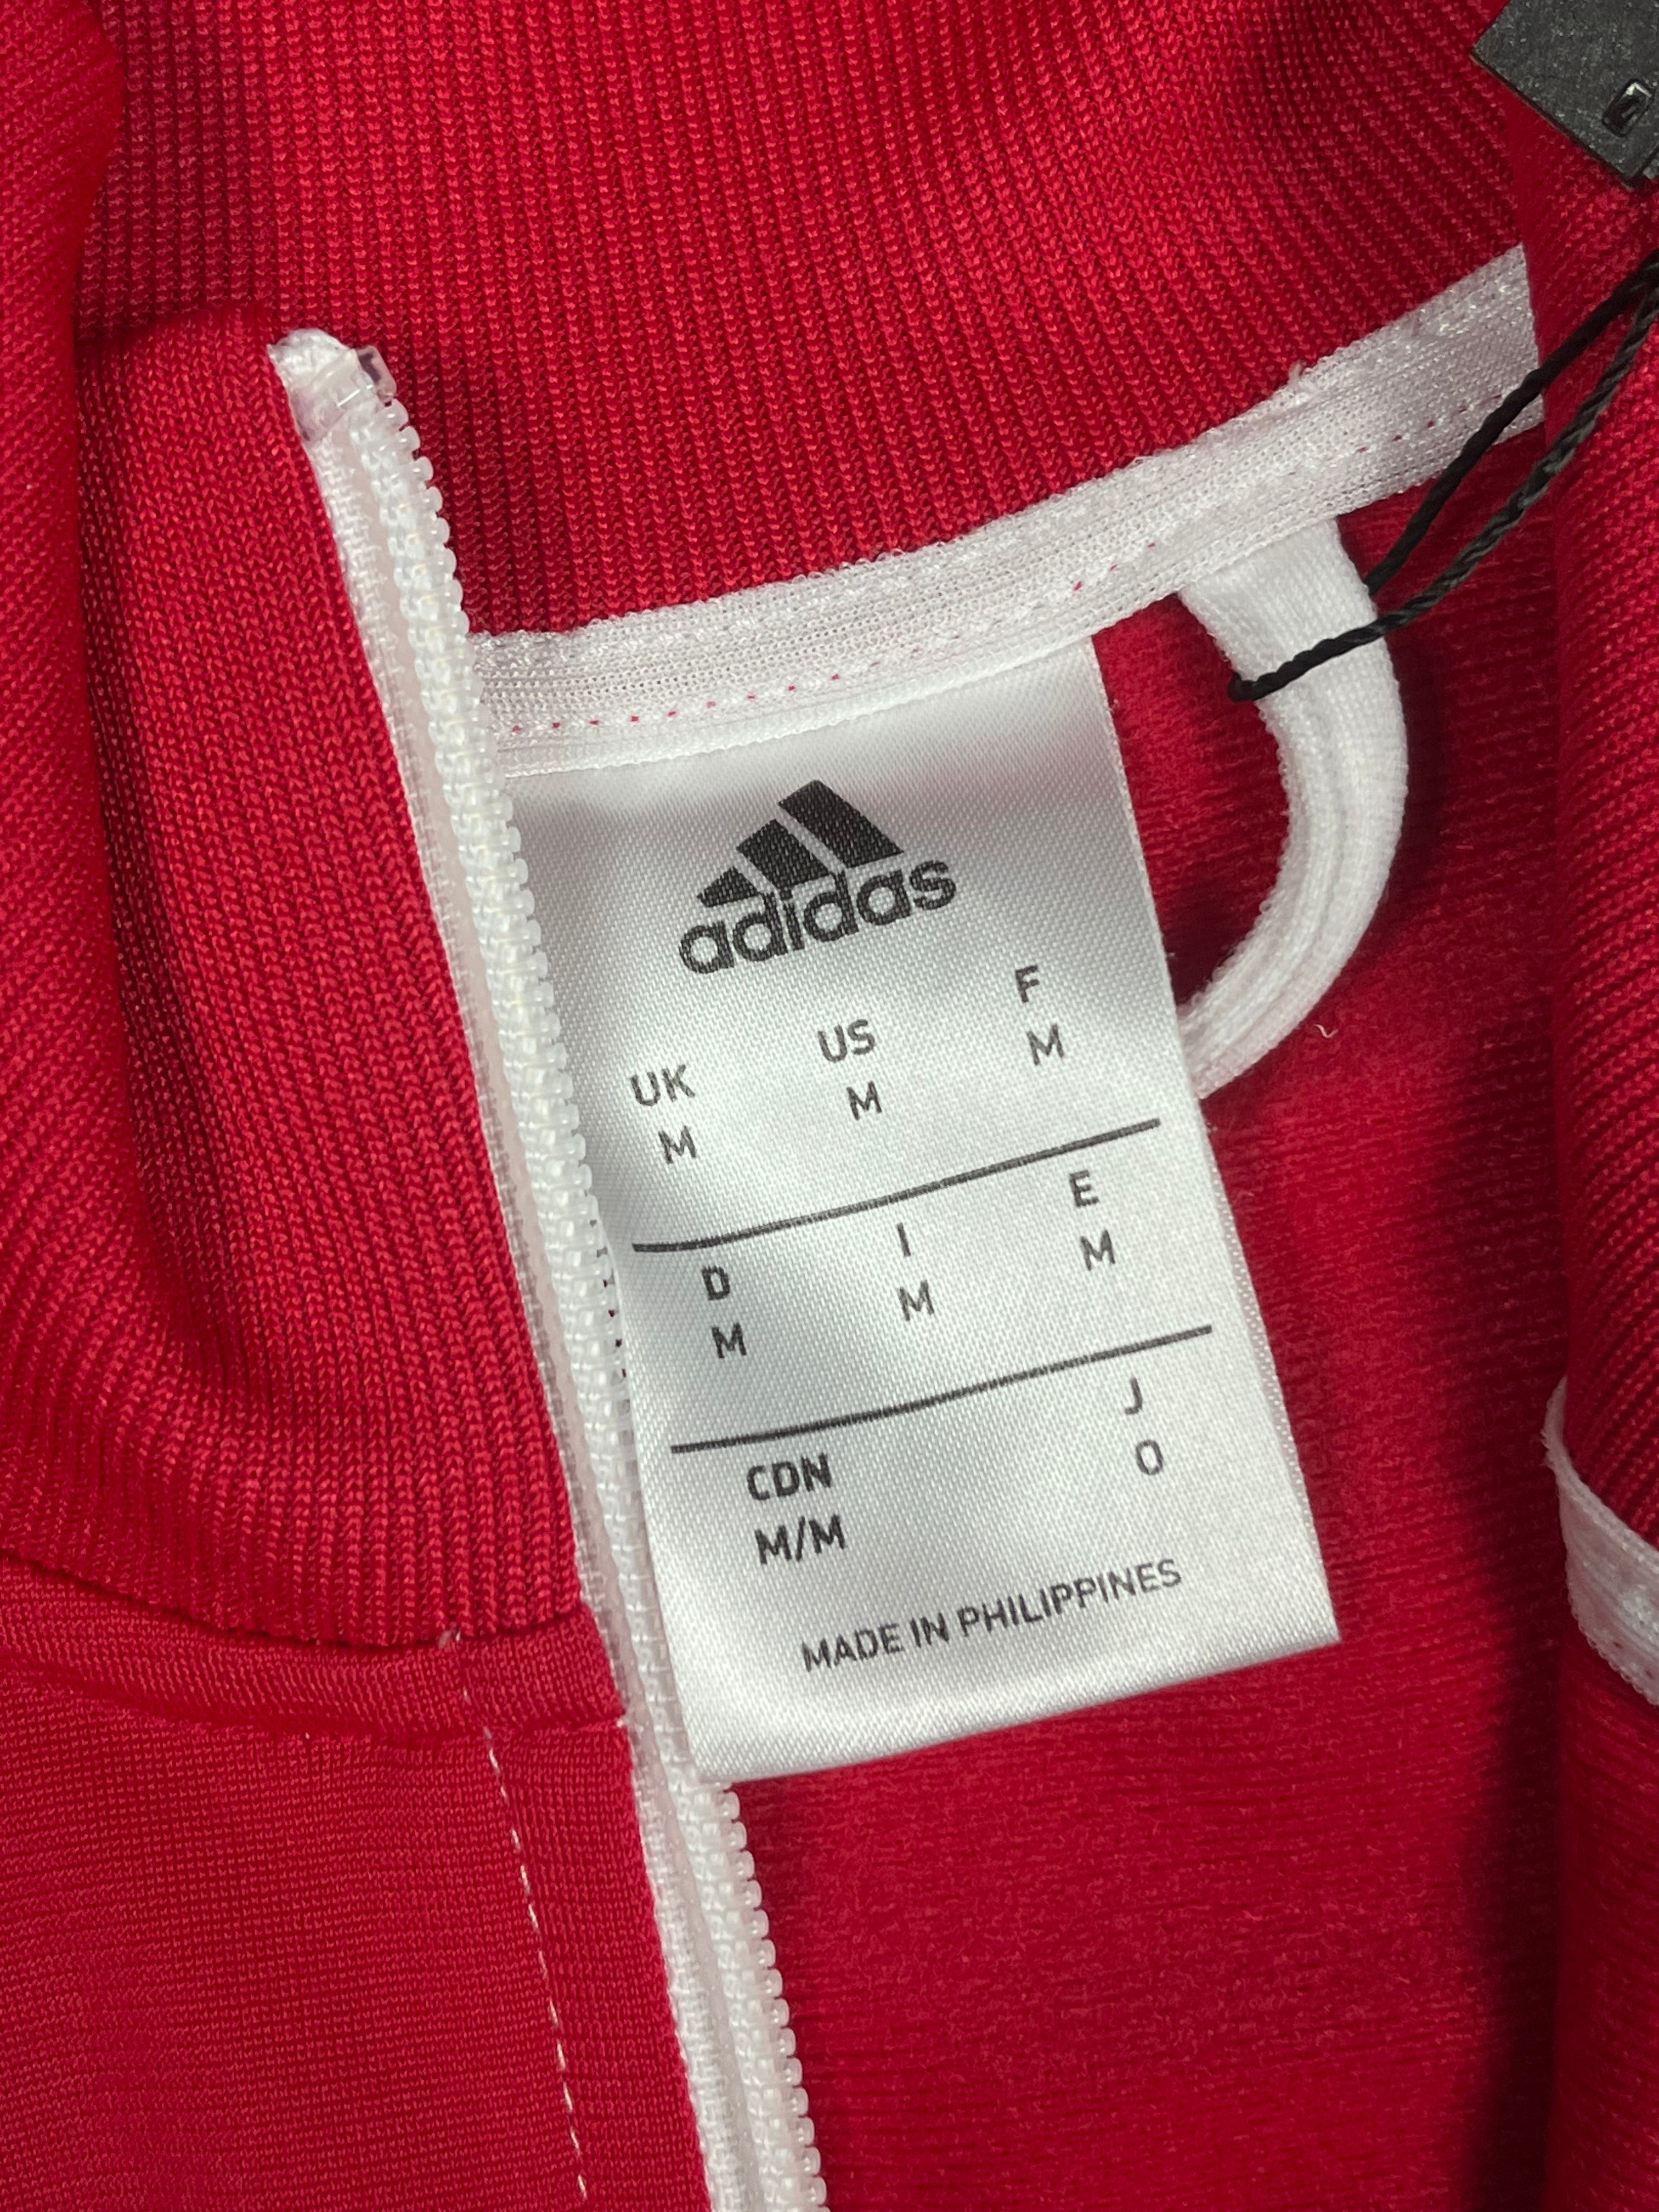 adidas
UK US F
M M M
D I E
M M M
CDN J
M/M O
MADE IN PHILIPPINES